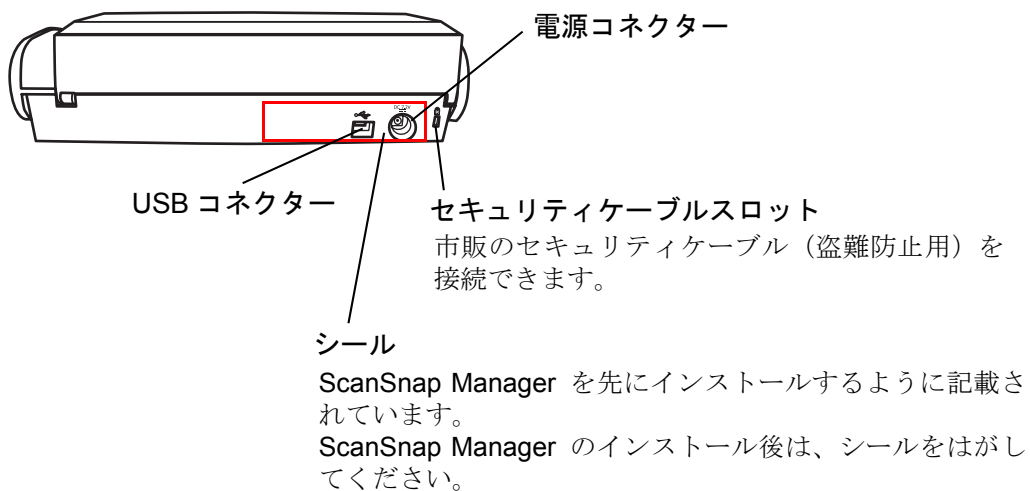 電源コネクター
USB コネクター
セキュリティケーブルスロット
市販のセキュリティケーブル（盗難防止用）を
接続できます。
シール
ScanSnap Manager を先にインストールするように記載さ
れています。
ScanSnap Manager のインストール後は、シールをはがし
てください。